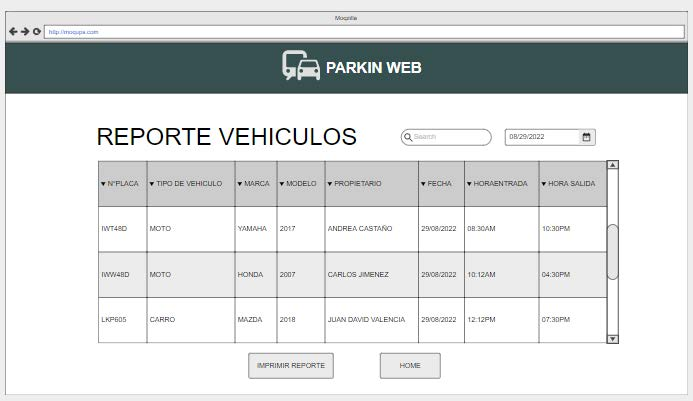 Moqzilla
http://moqups.com
PARKIN WEB
REPORTE VEHICULOS
Search
08/29/2022
N°PLACA TIPO DE VEHICULO MARCA MODELO PROPIETARIO FECHA HORAENTRADA HORA SALIDA
IWT48D MOTO YAMAHA 2017 ANDREA CASTAÑO 29/08/2022 08:30AM 10:30PM
IWW48D MOTO HONDA 2007 CARLOS JIMENEZ 29/08/2022 10:12AM 04:30PM
LKP605 CARRO MAZDA 2018 JUAN DAVID VALENCIA 29/08/2022 12:12PM 07:30PM
IMPRIMIR REPORTE HOME